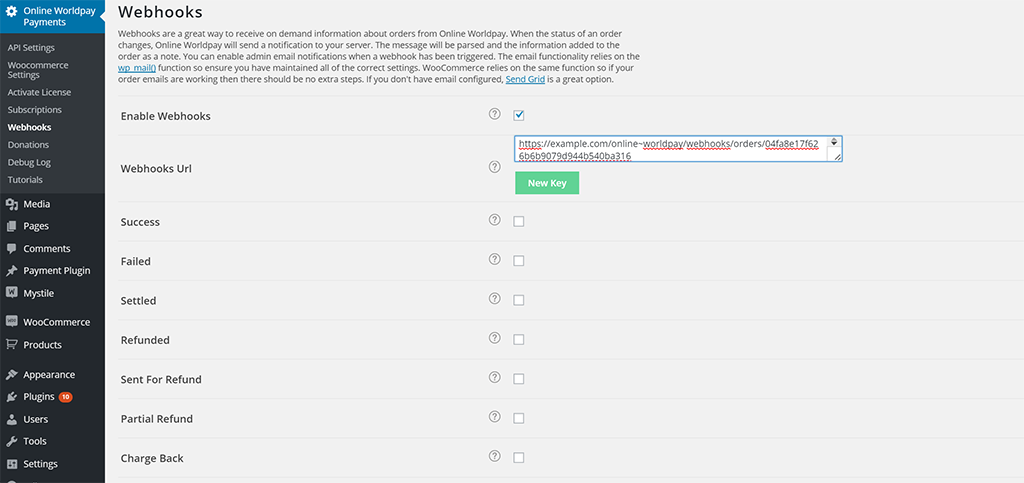 Online Worldpay
Payments
API Settings
Woocommerce
Settings
Activate License
Subscriptions
Webhooks
Donations
Debug Log
Tutorials
Media
Pages
Comments
Payment Plugin
Mystile
WooCommerce
Products
Appearance
Plugins 10
Users
Tools
Settings
Webhooks
Webhooks are a great way to receive on demand information about orders from Online Worldpay. When the status of an order
changes, Online Worldpay will send a notification to your server. The message will be parsed and the information added to the
order as a note. You can enable admin email notifications when a webhook has been triggered. The email functionality relies on the
wp_mail() function so ensure you have maintained all of the correct settings. WooCommerce relies on the same function so if your
order emails are working then there should be no extra steps. If you don't have email configured, Send Grid is a great option.
Enable Webhooks ?
Webhooks Url ?
https://example.com/online~worldpay/webhooks/orders/04fa8e17f62
6b6b9079d944b540ba316
New Key
Success ?
Failed ?
Settled ?
Refunded ?
Sent For Refund ?
Partial Refund ?
Charge Back ?